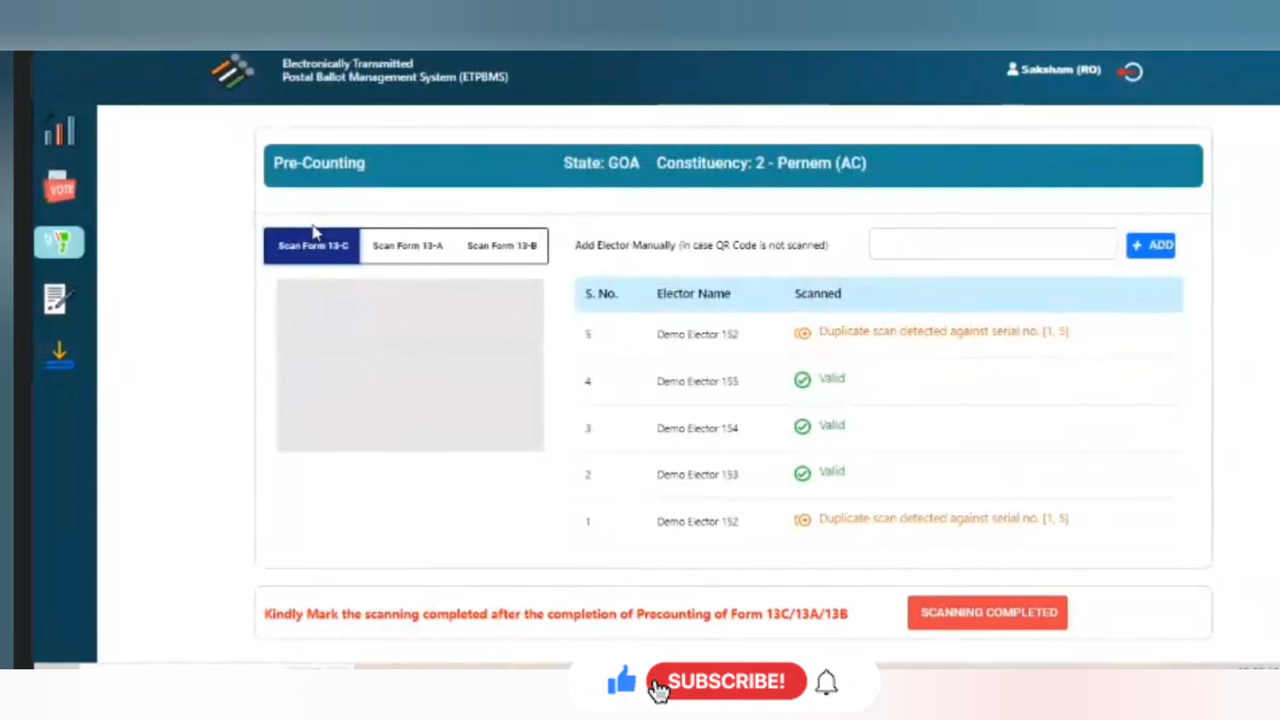 Electronically Transmitted
Postal Ballot Management System (ETPBMS)
Saksham (RO)
VOTE
Pre-Counting State: GOA Constituency: 2 - Pernem (AC)
Scan Form 13-C Scan Form 13-A Scan Form 13-B
Add Elector Manually (in case QR Code is not scanned) + ADD
S. No. Elector Name Scanned
5 Demo Elector 152 Duplicate scan detected against serial no. [1, 5]
4 Demo Elector 155 Valid
3 Demo Elector 154 Valid
2 Demo Elector 153 Valid
1 Demo Elector 152 Duplicate scan detected against serial no. [1, 5]
Kindly Mark the scanning completed after the completion of Precounting of Form 13C/13A/13B SCANNING COMPLETED
SUBSCRIBE!